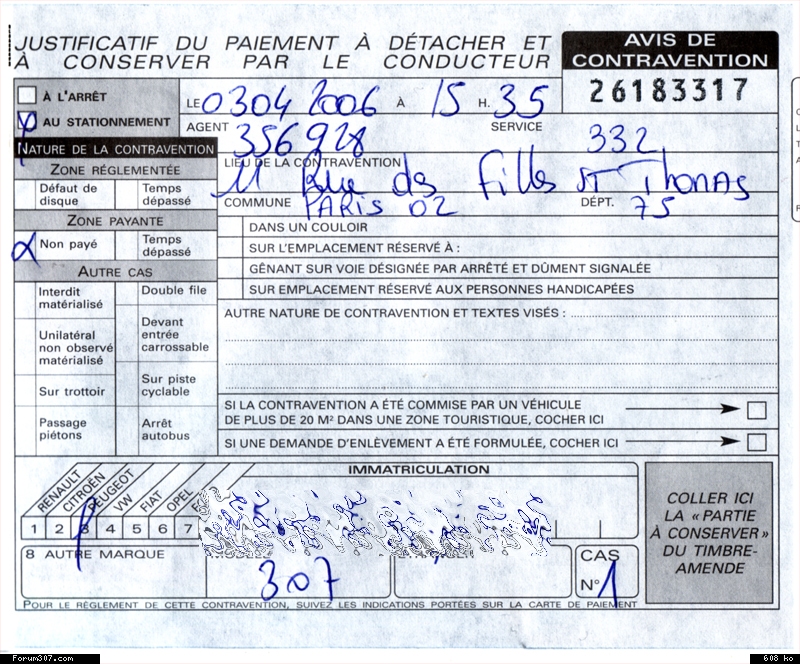 JUSTIFICATIF DU PAIEMENT À DÉTACHER ET
À CONSERVER PAR LE CONDUCTEUR
AVIS DE
CONTRAVENTION
26183317
À L'ARRÊT
AU STATIONNEMENT
LE 03 04 2006 À 15 H. 35
AGENT 356928 SERVICE 332
NATURE DE LA CONTRAVENTION
LIEU DE LA CONTRAVENTION
11 Rue des Filles ST Thomas
COMMUNE PARIS 02 DÉPT. 75
ZONE RÉGLEMENTÉE
Défaut de disque
Temps dépassé
ZONE PAYANTE
Non payé
Temps dépassé
AUTRE CAS
Interdit matérialisé
Double file
Unilatéral non observé matérialisé
Devant entrée carrossable
Sur trottoir
Sur piste cyclable
Passage piétons
Arrêt autobus
DANS UN COULOIR
SUR L'EMPLACEMENT RÉSERVÉ À :
GÊNANT SUR VOIE DÉSIGNÉE PAR ARRÊTÉ ET DÛMENT SIGNALÉE
SUR EMPLACEMENT RÉSERVÉ AUX PERSONNES HANDICAPÉES
AUTRE NATURE DE CONTRAVENTION ET TEXTES VISÉS :
SI LA CONTRAVENTION A ÉTÉ COMMISE PAR UN VÉHICULE
DE PLUS DE 20 M² DANS UNE ZONE TOURISTIQUE, COCHER ICI
SI UNE DEMANDE D'ENLÈVEMENT A ÉTÉ FORMULÉE, COCHER ICI
RENAULT CITROËN PEUGEOT VW FIAT OPEL
1 2 3 4 5 6 7
IMMATRICULATION
8 AUTRE MARQUE
307
CAS
N° 1
COLLER ICI
LA « PARTIE
À CONSERVER »
DU TIMBRE-
AMENDE
POUR LE RÈGLEMENT DE CETTE CONTRAVENTION, SUIVEZ LES INDICATIONS PORTÉES SUR LA CARTE DE PAIEMENT
Forum307.com
608 ko